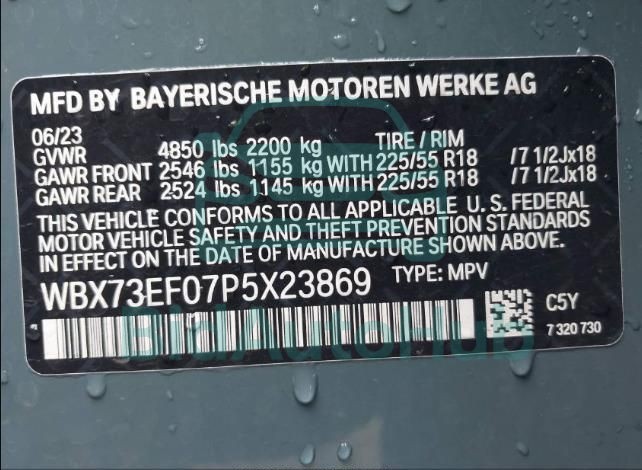 MFD BY BAYERISCHE MOTOREN WERKE AG
06/23
GVWR 4850 lbs 2200 kg TIRE / RIM
GAWR FRONT 2546 lbs 1155 kg WITH 225/55 R18 /7 1/2Jx18
GAWR REAR 2524 lbs 1145 kg WITH 225/55 R18 /7 1/2Jx18
THIS VEHICLE CONFORMS TO ALL APPLICABLE U. S. FEDERAL
MOTOR VEHICLE SAFETY AND THEFT PREVENTION STANDARDS
IN EFFECT ON THE DATE OF MANUFACTURE SHOWN ABOVE.
WBX73EF07P5X23869 TYPE: MPV
C5Y
7 320 730
BidAutoHub